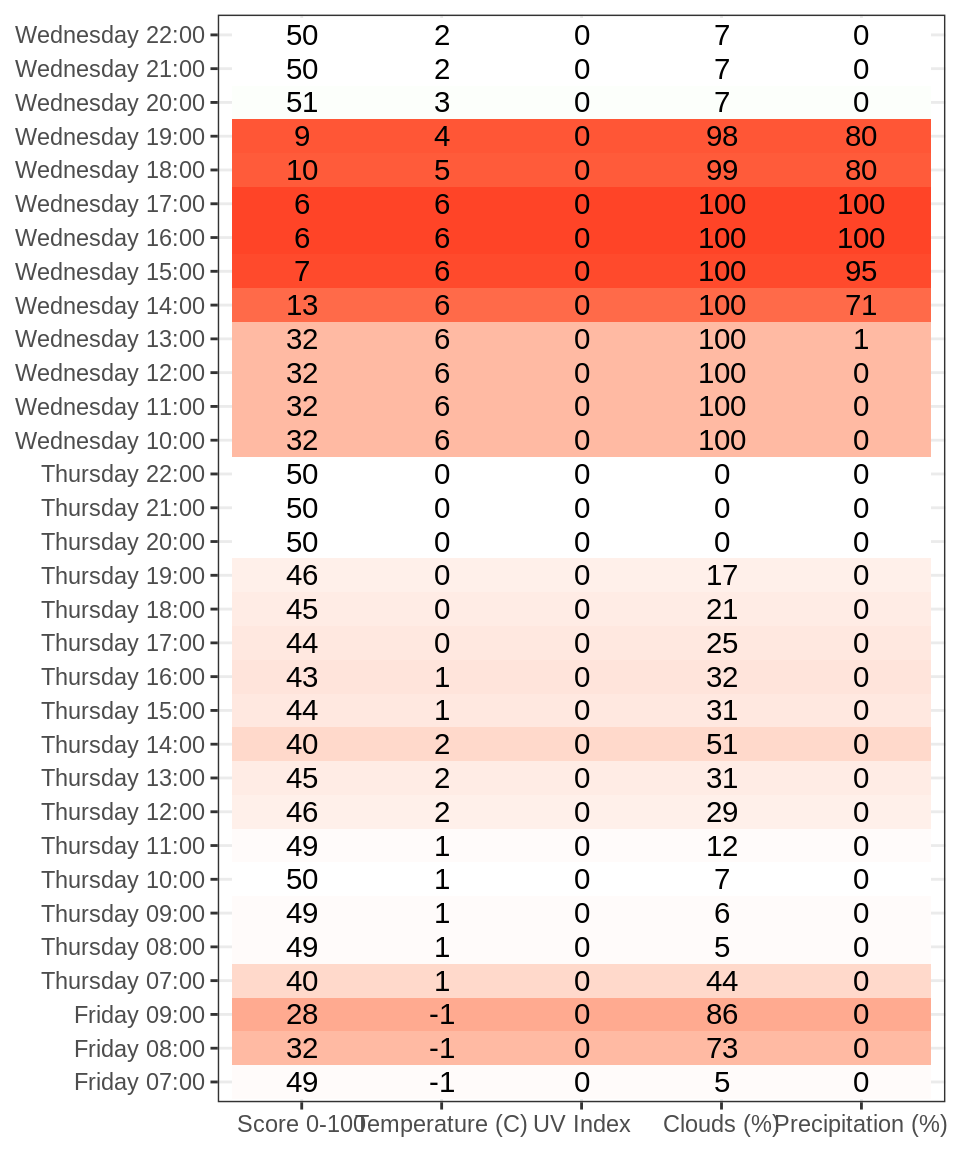 Wednesday 22:00 50 2 0 7 0
Wednesday 21:00 50 2 0 7 0
Wednesday 20:00 51 3 0 7 0
Wednesday 19:00 9 4 0 98 80
Wednesday 18:00 10 5 0 99 80
Wednesday 17:00 6 6 0 100 100
Wednesday 16:00 6 6 0 100 100
Wednesday 15:00 7 6 0 100 95
Wednesday 14:00 13 6 0 100 71
Wednesday 13:00 32 6 0 100 1
Wednesday 12:00 32 6 0 100 0
Wednesday 11:00 32 6 0 100 0
Wednesday 10:00 32 6 0 100 0
Thursday 22:00 50 0 0 0 0
Thursday 21:00 50 0 0 0 0
Thursday 20:00 50 0 0 0 0
Thursday 19:00 46 0 0 17 0
Thursday 18:00 45 0 0 21 0
Thursday 17:00 44 0 0 25 0
Thursday 16:00 43 1 0 32 0
Thursday 15:00 44 1 0 31 0
Thursday 14:00 40 2 0 51 0
Thursday 13:00 45 2 0 31 0
Thursday 12:00 46 2 0 29 0
Thursday 11:00 49 1 0 12 0
Thursday 10:00 50 1 0 7 0
Thursday 09:00 49 1 0 6 0
Thursday 08:00 49 1 0 5 0
Thursday 07:00 40 1 0 44 0
Friday 09:00 28 -1 0 86 0
Friday 08:00 32 -1 0 73 0
Friday 07:00 49 -1 0 5 0
Score 0-100 Temperature (C) UV Index Clouds (%) Precipitation (%)